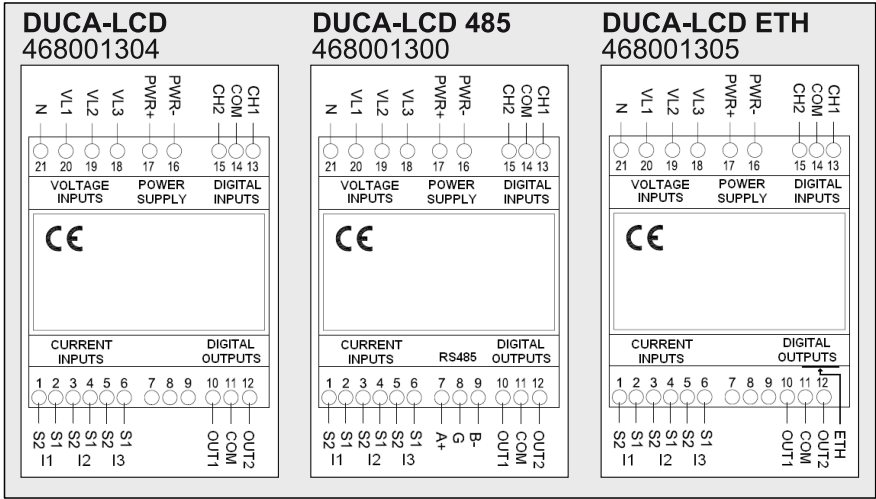 DUCA-LCD
468001304
N VL1 VL2 VL3 PWR+ PWR- CH2 COM CH1
21 20 19 18 17 16 15 14 13
VOLTAGE INPUTS
POWER SUPPLY
DIGITAL INPUTS
CE
CURRENT INPUTS
DIGITAL OUTPUTS
1 2 3 4 5 6 7 8 9 10 11 12
S2 S1 S2 S1 S2 S1 OUT1 COM OUT2
I1 I2 I3
DUCA-LCD 485
468001300
N VL1 VL2 VL3 PWR+ PWR- CH2 COM CH1
21 20 19 18 17 16 15 14 13
VOLTAGE INPUTS
POWER SUPPLY
DIGITAL INPUTS
CE
CURRENT INPUTS
RS485
DIGITAL OUTPUTS
1 2 3 4 5 6 7 8 9 10 11 12
S2 S1 S2 S1 S2 S1 A+ G B- OUT1 COM OUT2
I1 I2 I3
DUCA-LCD ETH
468001305
N VL1 VL2 VL3 PWR+ PWR- CH2 COM CH1
21 20 19 18 17 16 15 14 13
VOLTAGE INPUTS
POWER SUPPLY
DIGITAL INPUTS
CE
CURRENT INPUTS
DIGITAL OUTPUTS
1 2 3 4 5 6 7 8 9 10 11 12
S2 S1 S2 S1 S2 S1 OUT1 COM OUT2 ETH
I1 I2 I3